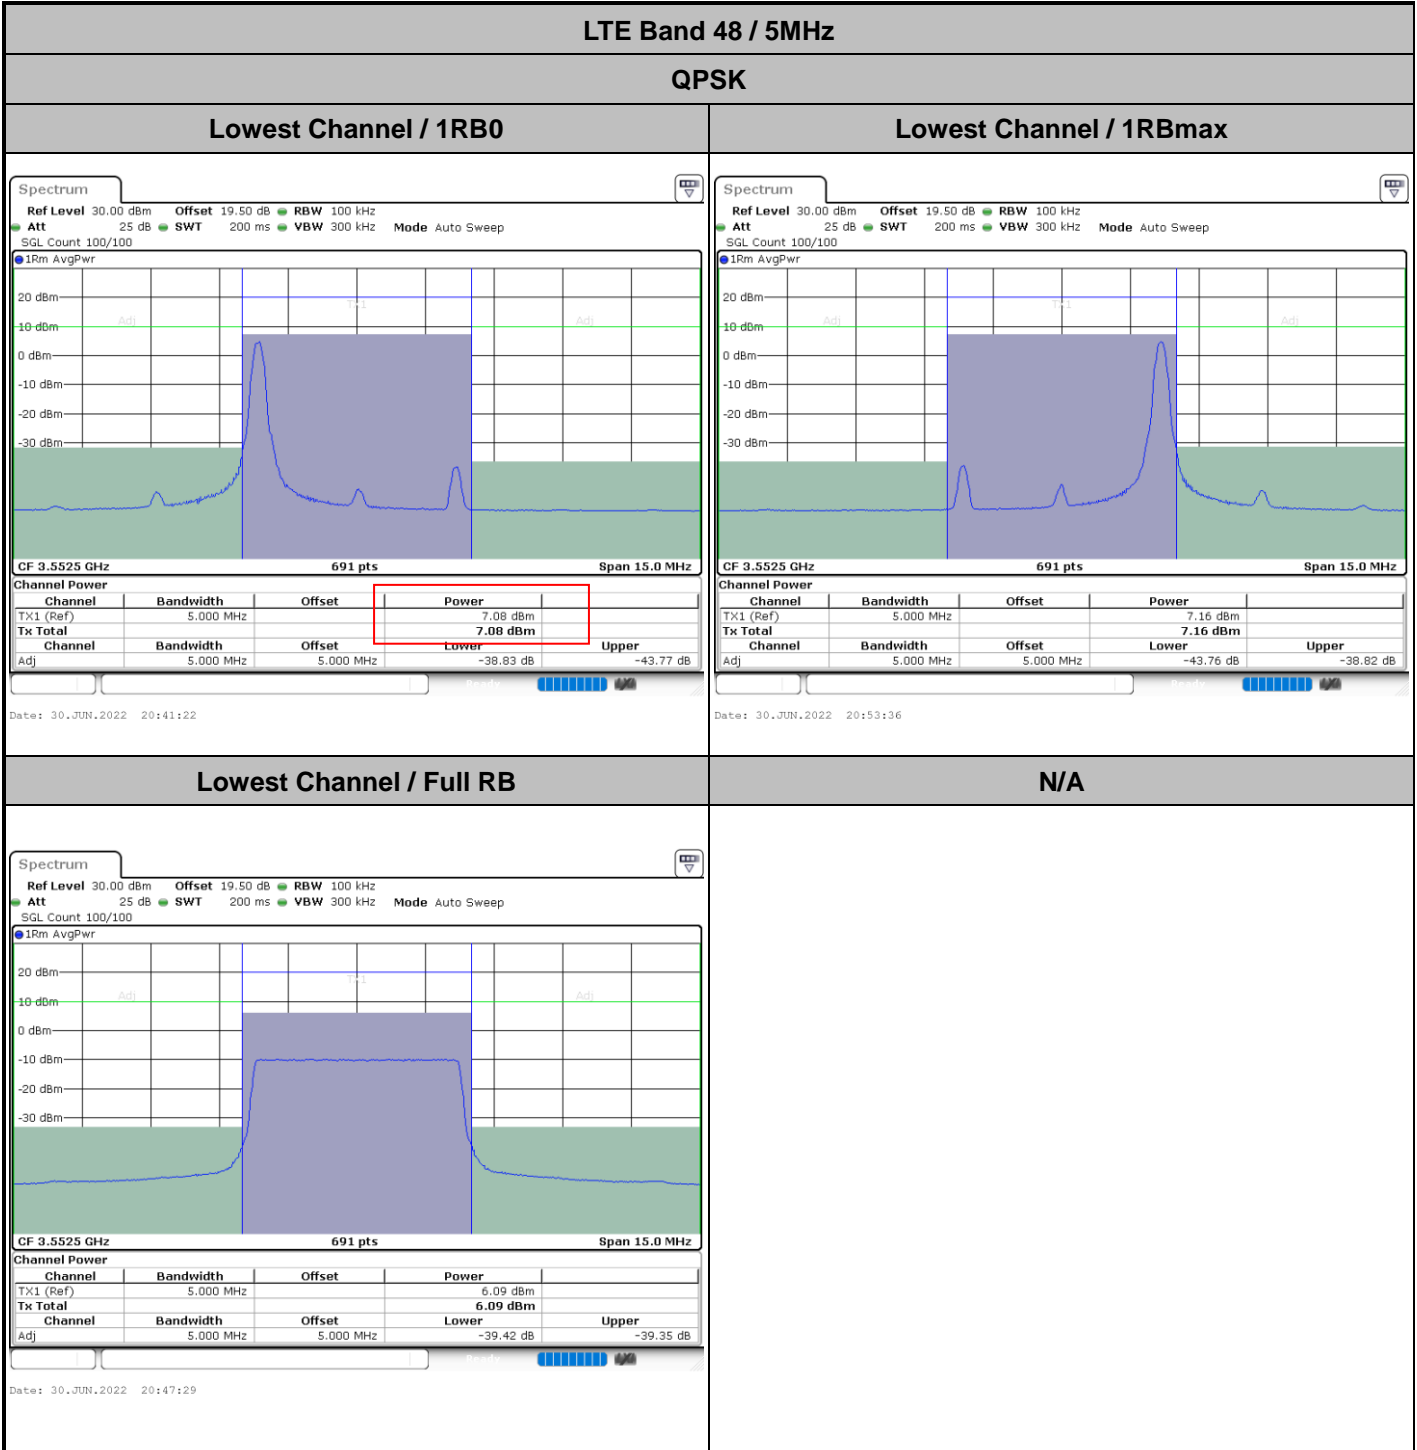 LTE Band 48 / 5MHz
QPSK
Lowest Channel / 1RB0
Lowest Channel / 1RBmax
Spectrum
Ref Level 30.00 dBm Offset 19.50 dB RBW 100 kHz
Att 25 dB SWT 200 ms VBW 300 kHz Mode Auto Sweep
SGL Count 100/100
1Rm AvgPwr
20 dBm
TX1
Adj
Adj
10 dBm
0 dBm
-10 dBm
-20 dBm
-30 dBm
CF 3.5525 GHz 691 pts Span 15.0 MHz
Channel Power
Channel Bandwidth Offset Power
TX1 (Ref) 5.000 MHz 7.08 dBm
Tx Total 7.08 dBm
Channel Bandwidth Offset Lower Upper
Adj 5.000 MHz 5.000 MHz -38.83 dB -43.77 dB
Ready
Date: 30.JUN.2022 20:41:22
Spectrum
Ref Level 30.00 dBm Offset 19.50 dB RBW 100 kHz
Att 25 dB SWT 200 ms VBW 300 kHz Mode Auto Sweep
SGL Count 100/100
1Rm AvgPwr
20 dBm
TX1
Adj
Adj
10 dBm
0 dBm
-10 dBm
-20 dBm
-30 dBm
CF 3.5525 GHz 691 pts Span 15.0 MHz
Channel Power
Channel Bandwidth Offset Power
TX1 (Ref) 5.000 MHz 7.16 dBm
Tx Total 7.16 dBm
Channel Bandwidth Offset Lower Upper
Adj 5.000 MHz 5.000 MHz -43.76 dB -38.82 dB
Ready
Date: 30.JUN.2022 20:53:36
Lowest Channel / Full RB
N/A
Spectrum
Ref Level 30.00 dBm Offset 19.50 dB RBW 100 kHz
Att 25 dB SWT 200 ms VBW 300 kHz Mode Auto Sweep
SGL Count 100/100
1Rm AvgPwr
20 dBm
TX1
Adj
Adj
10 dBm
0 dBm
-10 dBm
-20 dBm
-30 dBm
CF 3.5525 GHz 691 pts Span 15.0 MHz
Channel Power
Channel Bandwidth Offset Power
TX1 (Ref) 5.000 MHz 6.09 dBm
Tx Total 6.09 dBm
Channel Bandwidth Offset Lower Upper
Adj 5.000 MHz 5.000 MHz -39.42 dB -39.35 dB
Ready
Date: 30.JUN.2022 20:47:29